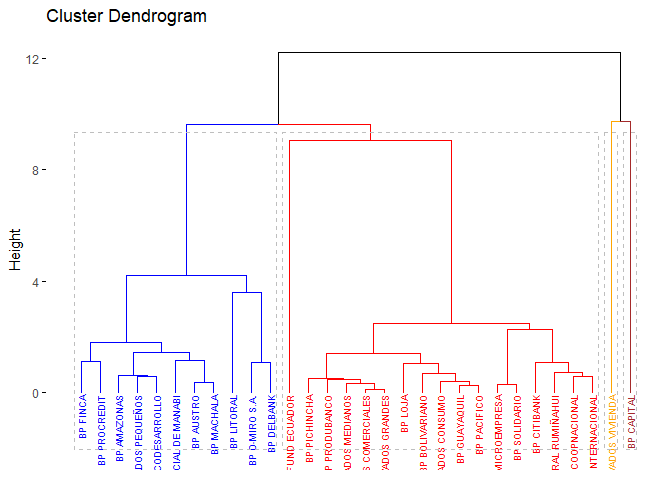 Cluster Dendrogram
12
8
4
0
Height
BP FINCA
BP PROCREDIT
BP AMAZONAS
DOS PEQUEÑOS
CODESARROLLO
CIAL DE MANABI
BP AUSTRO
BP MACHALA
BP LITORAL
BP D-MIRO S.A.
BP DELBANK
FUND ECUADOR
BP PICHINCHA
P PRODUBANCO
ADOS MEDIANOS
S COMERCIALES
VADOS GRANDES
BP LOJA
BP BOLIVARIANO
ADOS CONSUMO
BP GUAYAQUIL
BP PACIFICO
MICROEMPRESA
BP SOLIDARIO
BP CITIBANK
RAL RUMIÑAHUI
COOPNACIONAL
NTERNACIONAL
VADOS VIVIENDA
BP CAPITAL